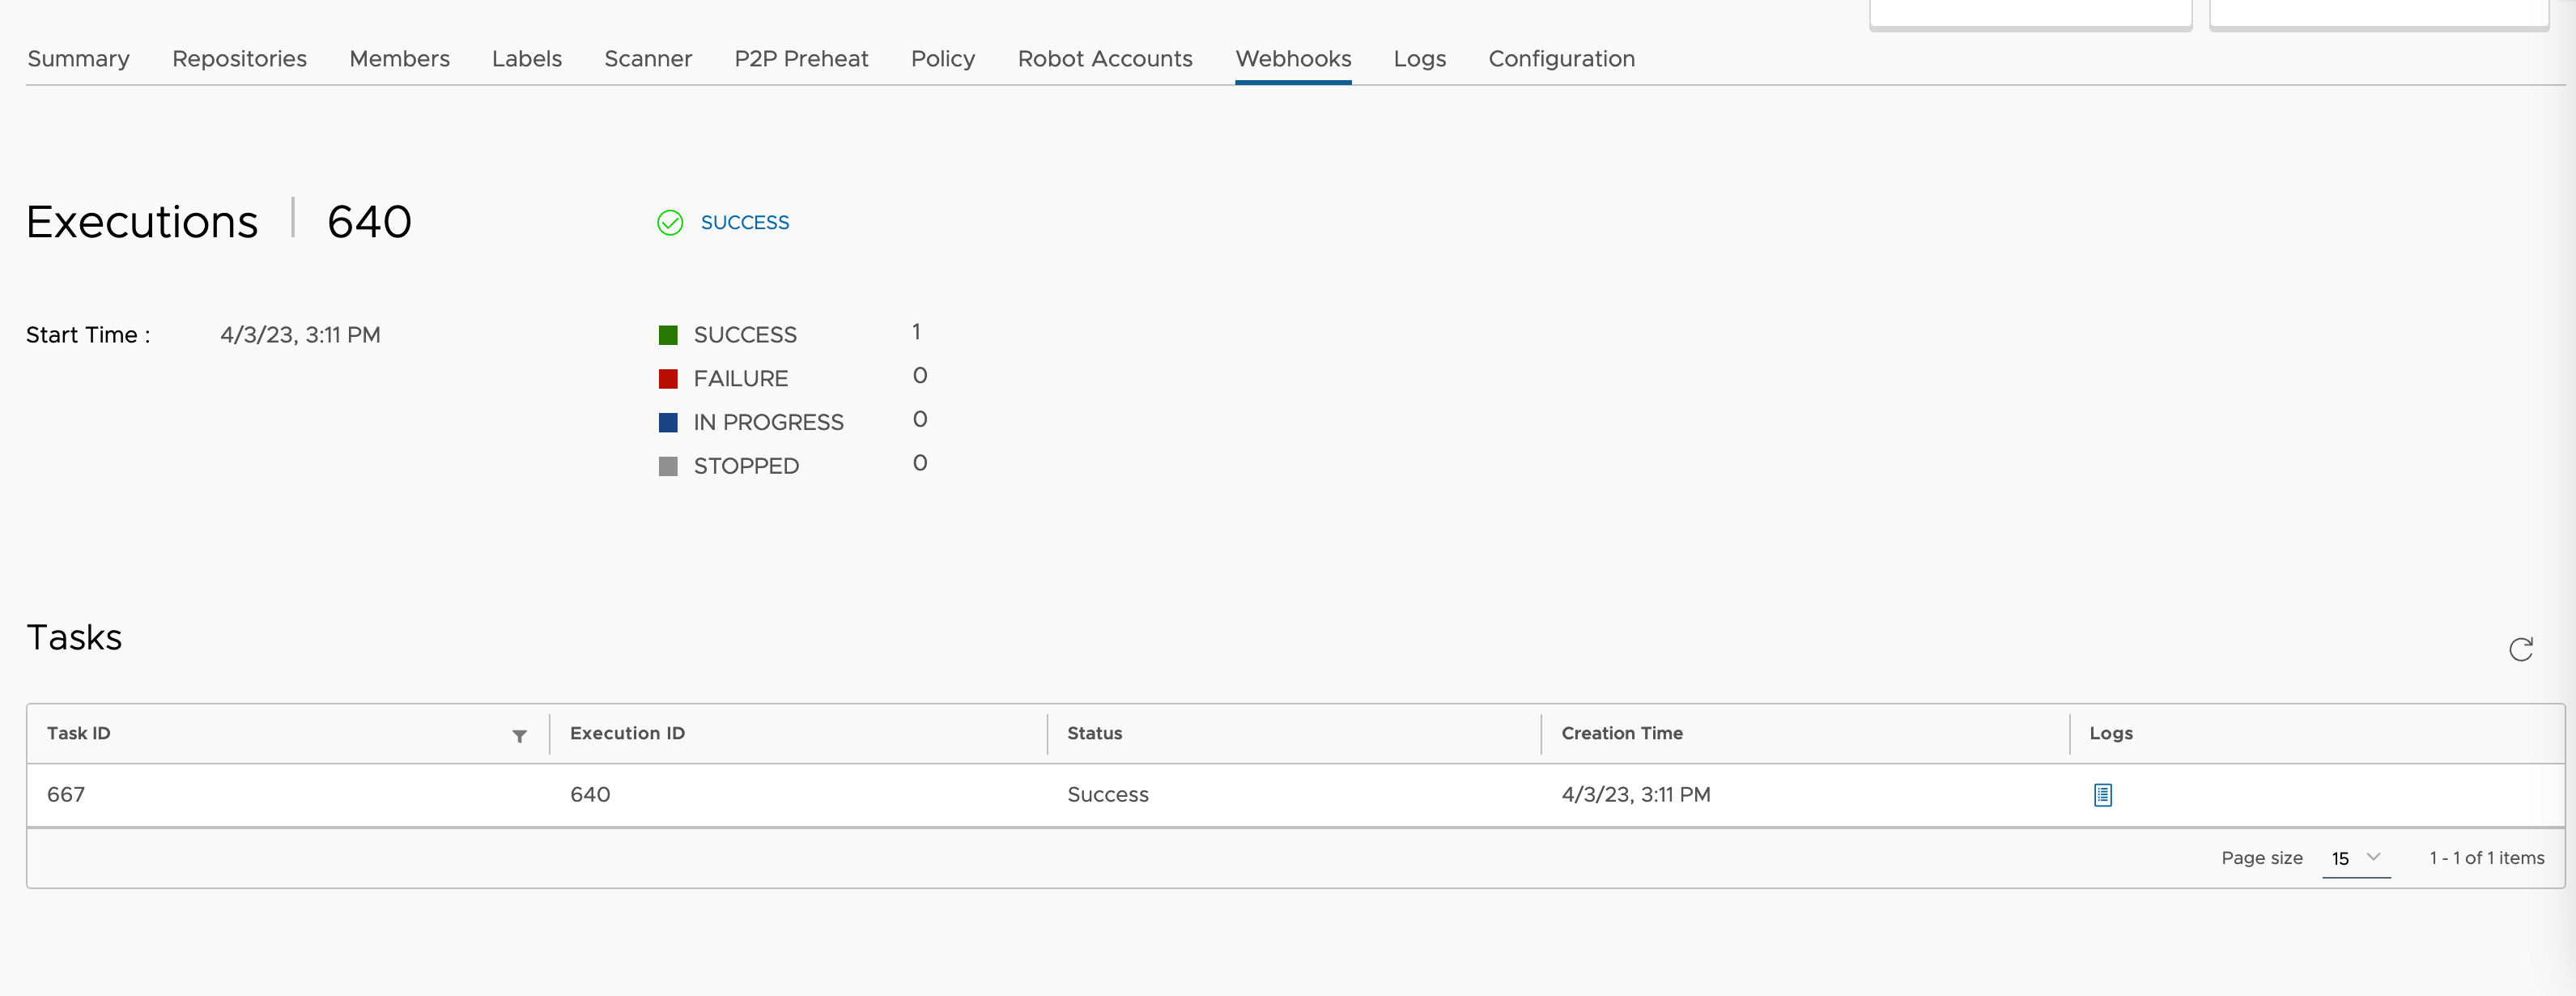 Summary Repositories Members Labels Scanner P2P Preheat Policy Robot Accounts Webhooks Logs Configuration
Executions 640 SUCCESS
Start Time : 4/3/23, 3:11 PM SUCCESS 1
FAILURE 0
IN PROGRESS 0
STOPPED 0
Tasks
Task ID Execution ID Status Creation Time Logs
667 640 Success 4/3/23, 3:11 PM
Page size 15 1 - 1 of 1 items